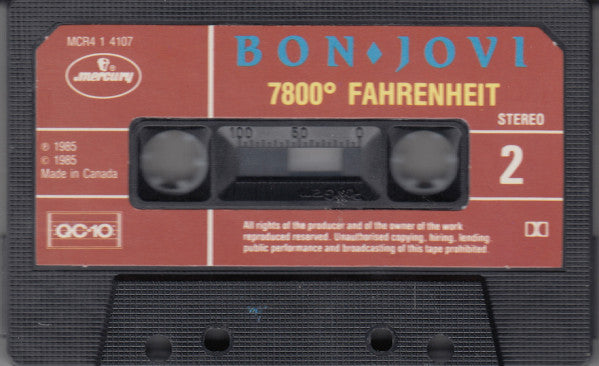 MCR4 1 4107
mercury
BON♦JOVI
7800° FAHRENHEIT
STEREO
2
100 50 0
℗ 1985
© 1985
Made in Canada
QC-10
All rights of the producer and of the owner of the work
reproduced reserved. Unauthorised copying, hiring, lending
public performance and broadcasting of this tape prohibited.